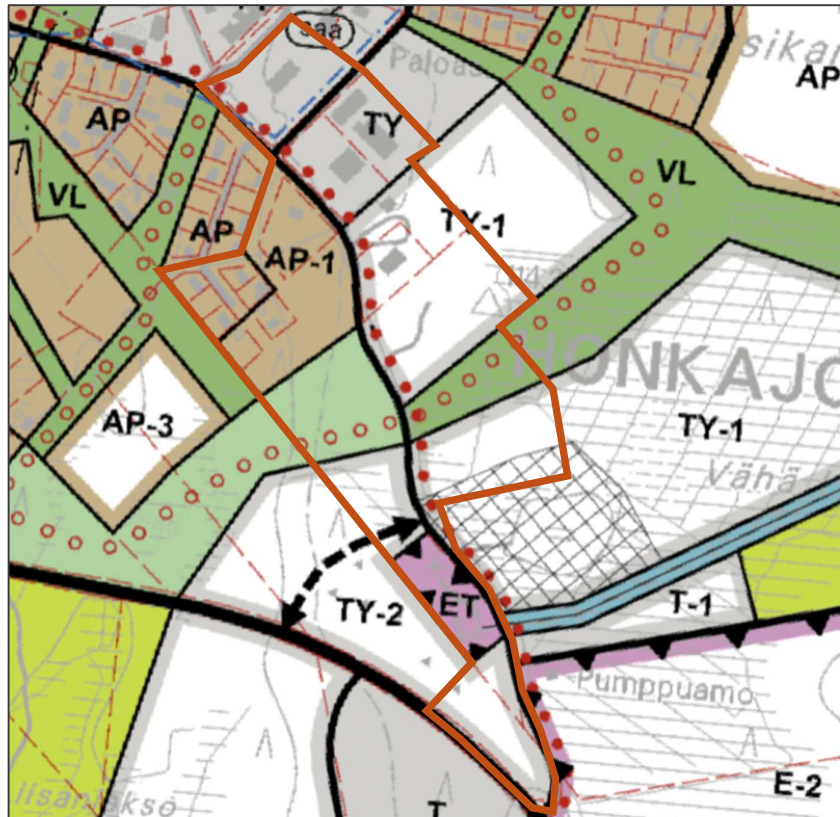 saa
AP
Paloas
TY
AP
VL
VL
AP
TY-1
AP-1
HONKAJO
AP-3
TY-1
Vähä
ET
TY-2
T-1
Pumppuamo
E-2
T